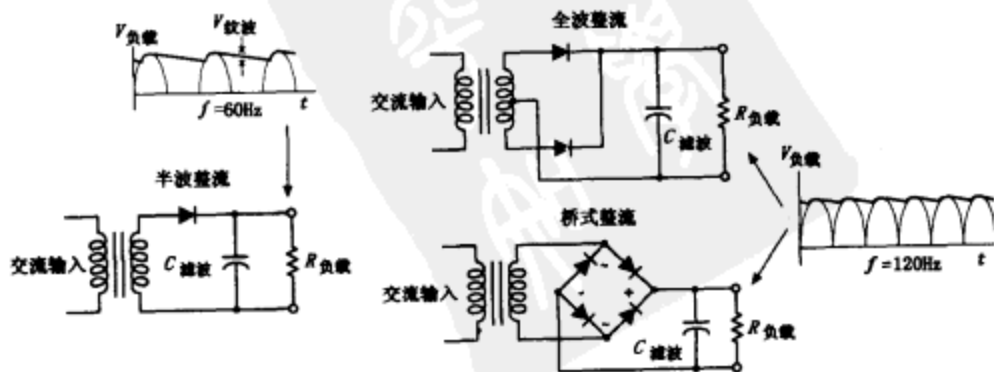 V纹波
V负载
f=60Hz
t
半波整流
交流输入
C滤波
R负载
全波整流
交流输入
C滤波
R负载
桥式整流
交流输入
-
~
+
~
C滤波
R负载
V负载
f=120Hz
t